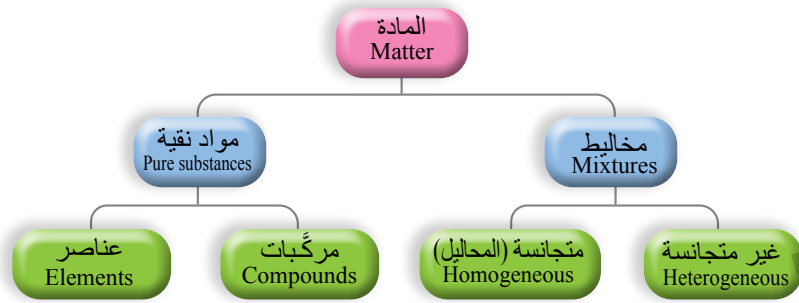 المادة
Matter
مواد نقية
Pure substances
مخاليط
Mixtures
عناصر
Elements
مركَّبات
Compounds
متجانسة (المحاليل)
Homogeneous
غير متجانسة
Heterogeneous